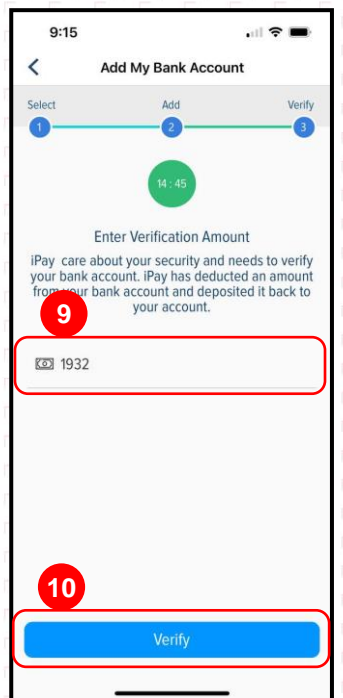 9:15
Add My Bank Account
Select Add Verify
1 2 3
14 : 45
Enter Verification Amount
iPay care about your security and needs to verify
your bank account. iPay has deducted an amount
from your bank account and deposited it back to
your account.
9
1932
10
Verify